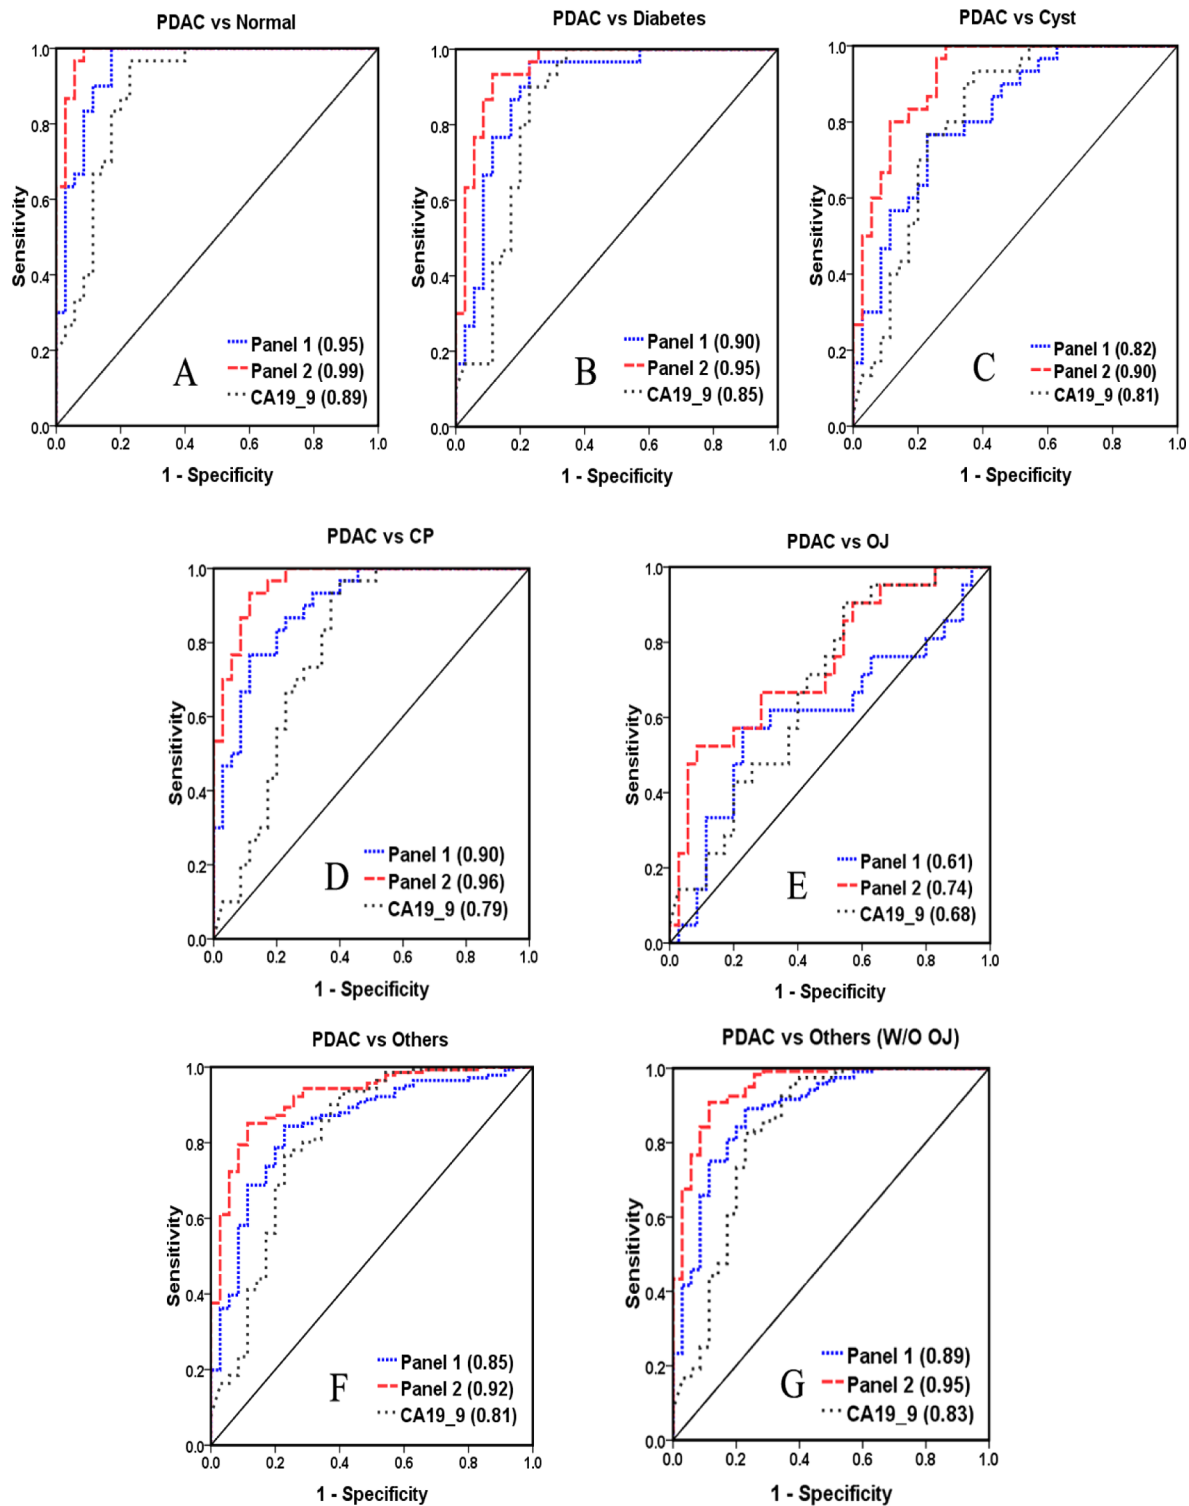 PDAC vs Normal
1.0
0.8
0.6
0.4
0.2
0.0
Sensitivity
A
Panel 1 (0.95)
Panel 2 (0.99)
CA19_9 (0.89)
0.0 0.2 0.4 0.6 0.8 1.0
1 - Specificity
PDAC vs Diabetes
1.0
0.8
0.6
0.4
0.2
0.0
Sensitivity
B
Panel 1 (0.90)
Panel 2 (0.95)
CA19_9 (0.85)
0.0 0.2 0.4 0.6 0.8 1.0
1 - Specificity
PDAC vs Cyst
1.0
0.8
0.6
0.4
0.2
0.0
Sensitivity
C
Panel 1 (0.82)
Panel 2 (0.90)
CA19_9 (0.81)
0.0 0.2 0.4 0.6 0.8 1.0
1 - Specificity
PDAC vs CP
1.0
0.8
0.6
0.4
0.2
0.0
Sensitivity
D
Panel 1 (0.90)
Panel 2 (0.96)
CA19_9 (0.79)
0.0 0.2 0.4 0.6 0.8 1.0
1 - Specificity
PDAC vs OJ
1.0
0.8
0.6
0.4
0.2
0.0
Sensitivity
E
Panel 1 (0.61)
Panel 2 (0.74)
CA19_9 (0.68)
0.0 0.2 0.4 0.6 0.8 1.0
1 - Specificity
PDAC vs Others
1.0
0.8
0.6
0.4
0.2
0.0
Sensitivity
F
Panel 1 (0.85)
Panel 2 (0.92)
CA19_9 (0.81)
0.0 0.2 0.4 0.6 0.8 1.0
1 - Specificity
PDAC vs Others (W/O OJ)
1.0
0.8
0.6
0.4
0.2
0.0
Sensitivity
G
Panel 1 (0.89)
Panel 2 (0.95)
CA19_9 (0.83)
0.0 0.2 0.4 0.6 0.8 1.0
1 - Specificity